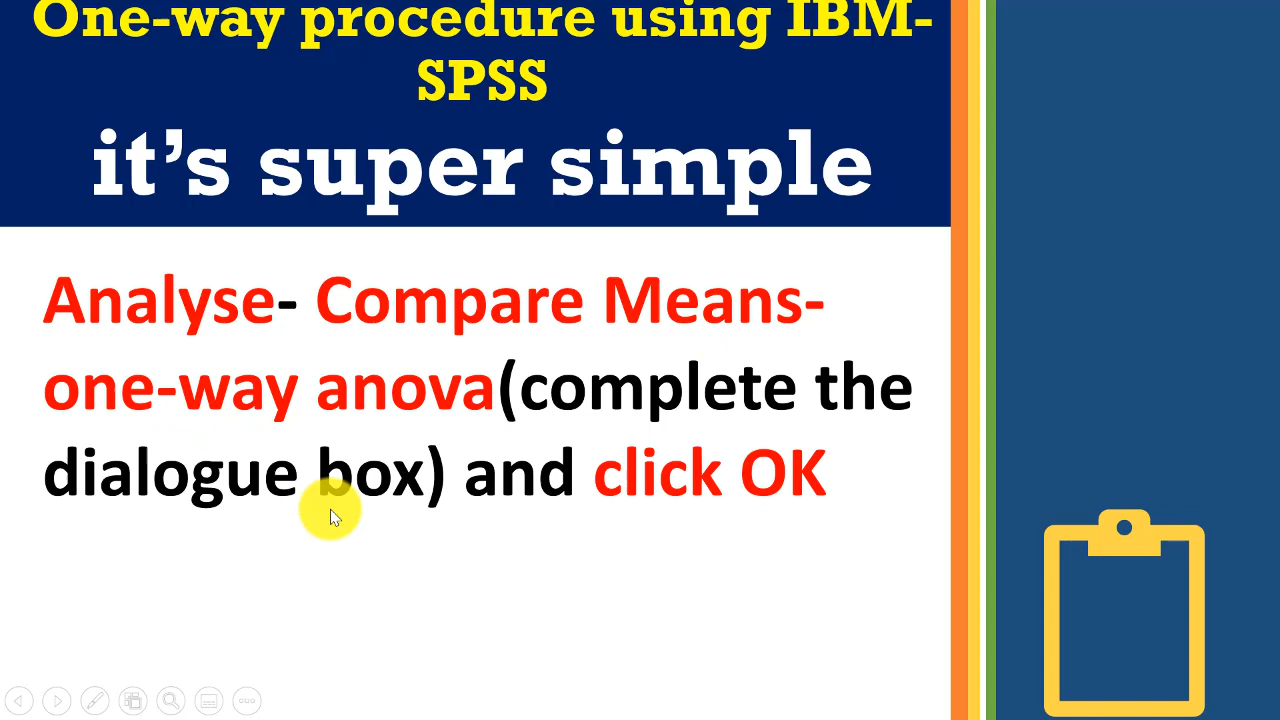 One-way procedure using IBM-
SPSS
it’s super simple
Analyse- Compare Means-
one-way anova(complete the
dialogue box) and click OK